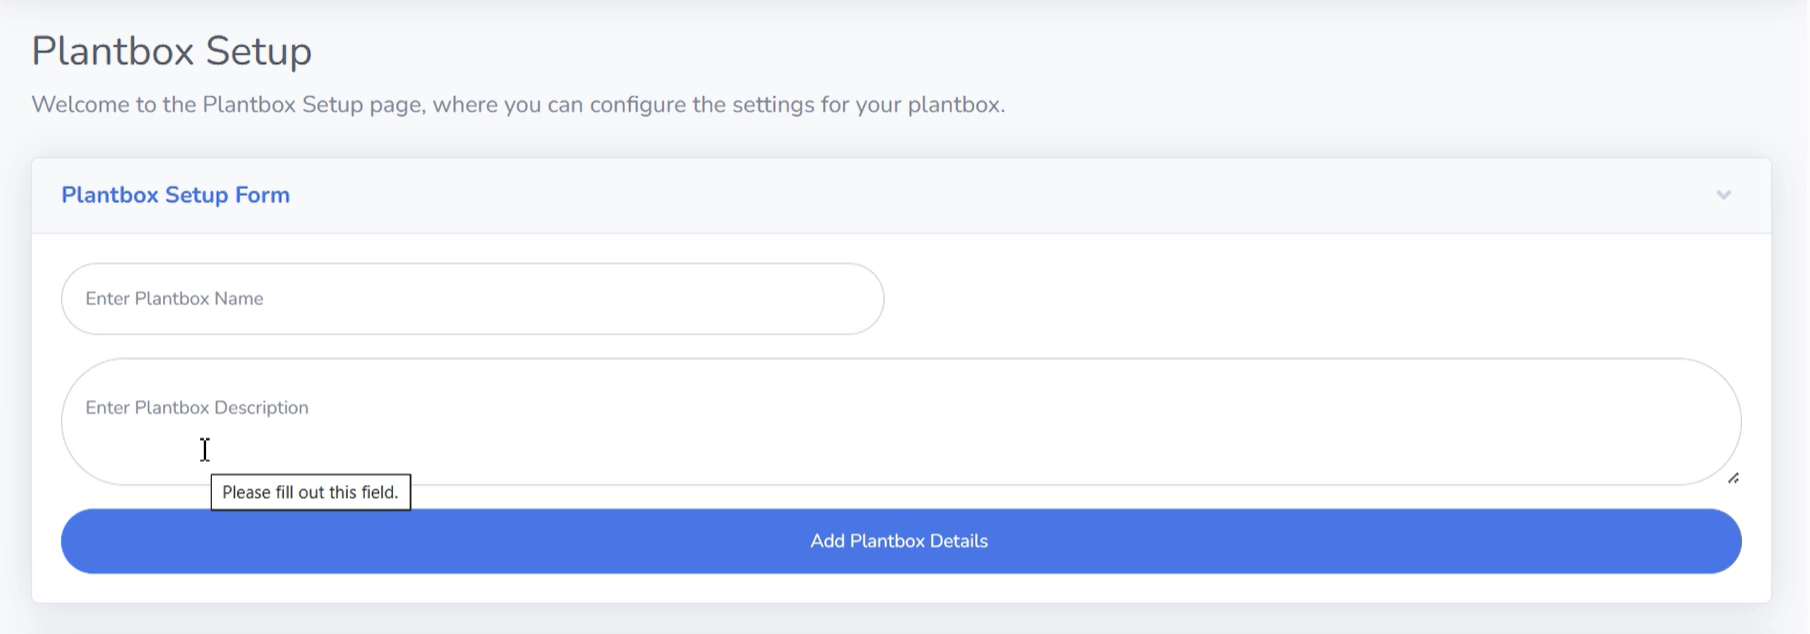 Plantbox Setup
Welcome to the Plantbox Setup page, where you can configure the settings for your plantbox.
Plantbox Setup Form
Enter Plantbox Name
Enter Plantbox Description
Please fill out this field.
Add Plantbox Details